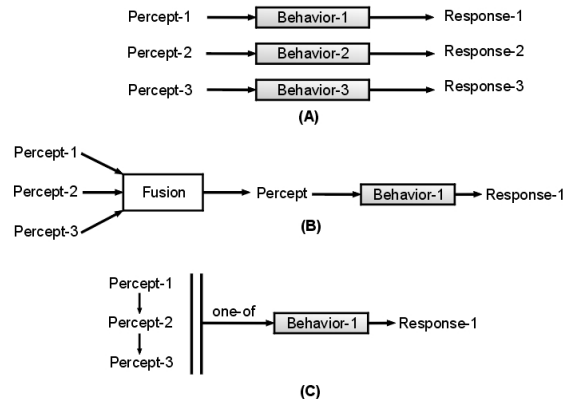 Percept-1 Behavior-1 Response-1
Percept-2 Behavior-2 Response-2
Percept-3 Behavior-3 Response-3
(A)
Percept-1
Percept-2 Fusion Percept Behavior-1 Response-1
Percept-3
(B)
Percept-1
Percept-2
Percept-3
one-of
Behavior-1 Response-1
(C)